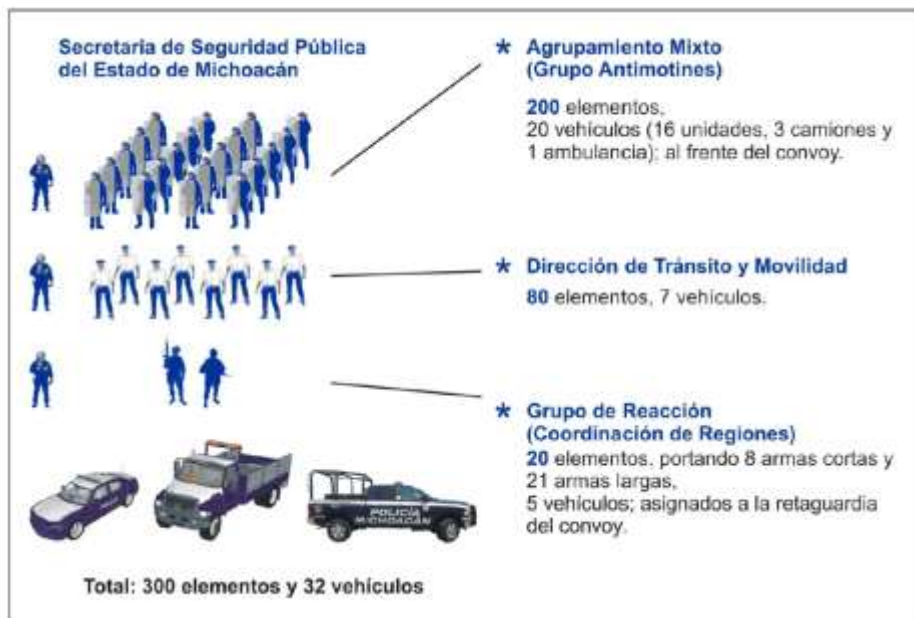 Secretaria de Seguridad Pública
del Estado de Michoacán
* Agrupamiento Mixto
(Grupo Antimotines)
200 elementos,
20 vehículos (16 unidades, 3 camiones y
1 ambulancia); al frente del convoy.
* Dirección de Tránsito y Movilidad
80 elementos, 7 vehículos.
* Grupo de Reacción
(Coordinación de Regiones)
20 elementos, portando 8 armas cortas y
21 armas largas,
5 vehículos; asignados a la retaguardia
del convoy.
POLICÍA
MICHOACÁN
Total: 300 elementos y 32 vehículos